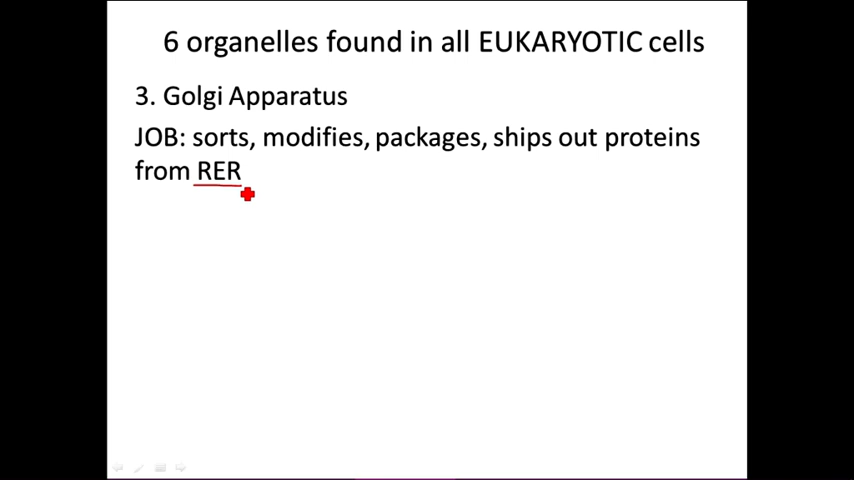 6 organelles found in all EUKARYOTIC cells
3. Golgi Apparatus
JOB: sorts, modifies, packages, ships out proteins
from RER